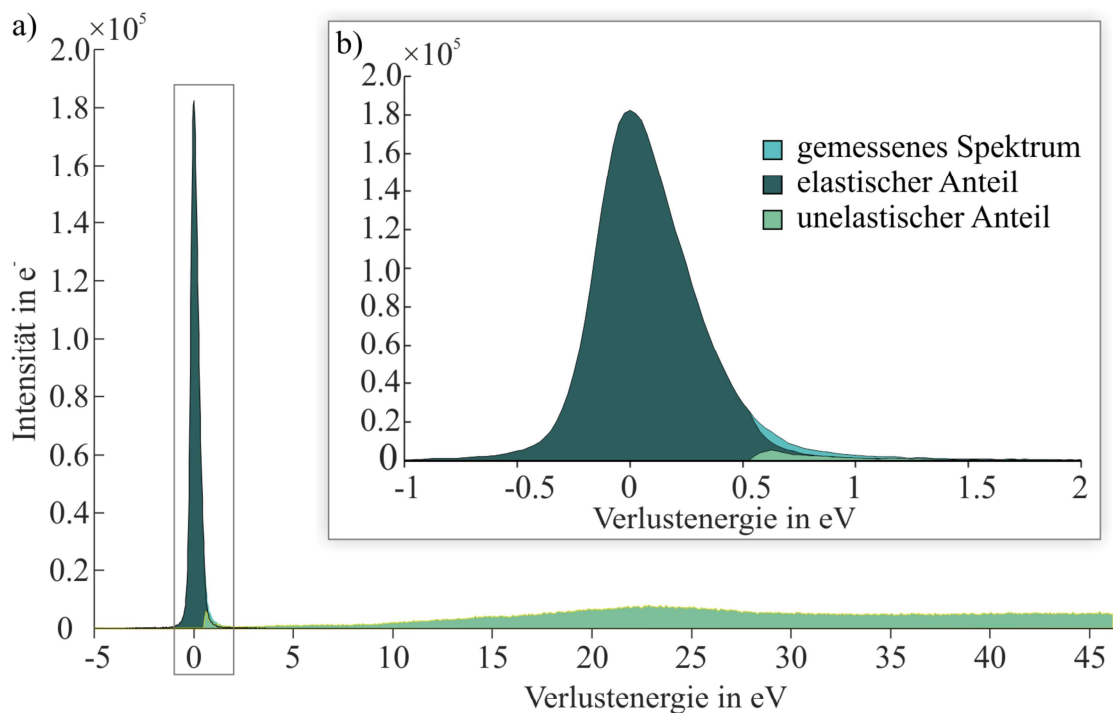 a)
×10⁵
2.0
1.8
1.6
1.4
1.2
1.0
0.8
0.6
0.4
0.2
0
Intensität in e⁻
-5 0 5 10 15 20 25 30 35 40 45
Verlustenergie in eV
b)
×10⁵
2.0
1.8
1.6
1.4
1.2
1.0
0.8
0.6
0.4
0.2
0
-1 -0.5 0 0.5 1 1.5 2
Verlustenergie in eV
gemessenes Spektrum
elastischer Anteil
unelastischer Anteil